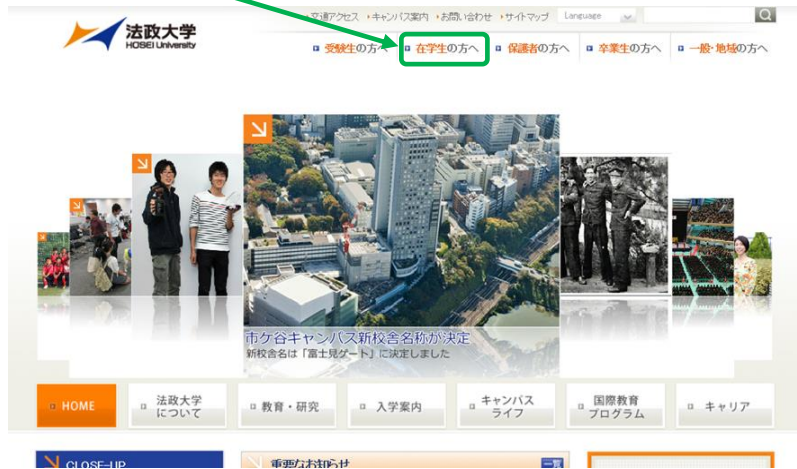 交通アクセス キャンパス案内 お問い合わせ サイトマップ Language
法政大学
HOSEI University
受験生の方へ 在学生の方へ 保護者の方へ 卒業生の方へ 一般・地域の方へ
市ケ谷キャンパス新校舎名称が決定
新校舎名は「富士見ゲート」に決定しました
HOME 法政大学について 教育・研究 入学案内 キャンパスライフ 国際教育プログラム キャリア
CLOSE-UP 重要なお知らせ 一覧